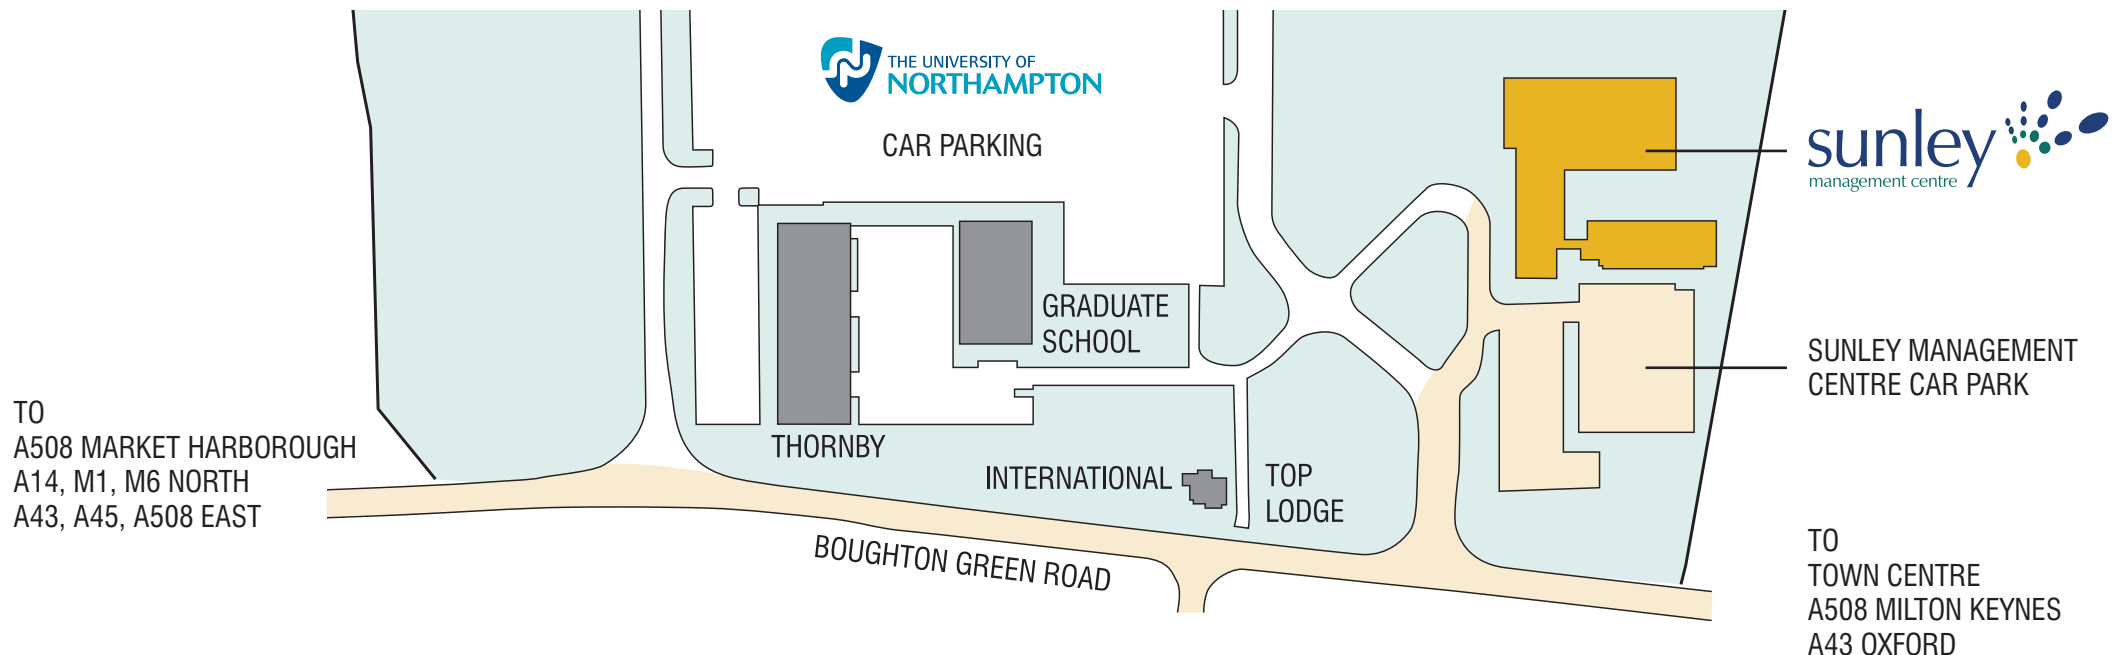 THE UNIVERSITY OF
NORTHAMPTON
CAR PARKING
sunley
management centre
GRADUATE
SCHOOL
SUNLEY MANAGEMENT
CENTRE CAR PARK
TO
A508 MARKET HARBOROUGH
A14, M1, M6 NORTH
A43, A45, A508 EAST
THORNBY
INTERNATIONAL
TOP
LODGE
BOUGHTON GREEN ROAD
TO
TOWN CENTRE
A508 MILTON KEYNES
A43 OXFORD